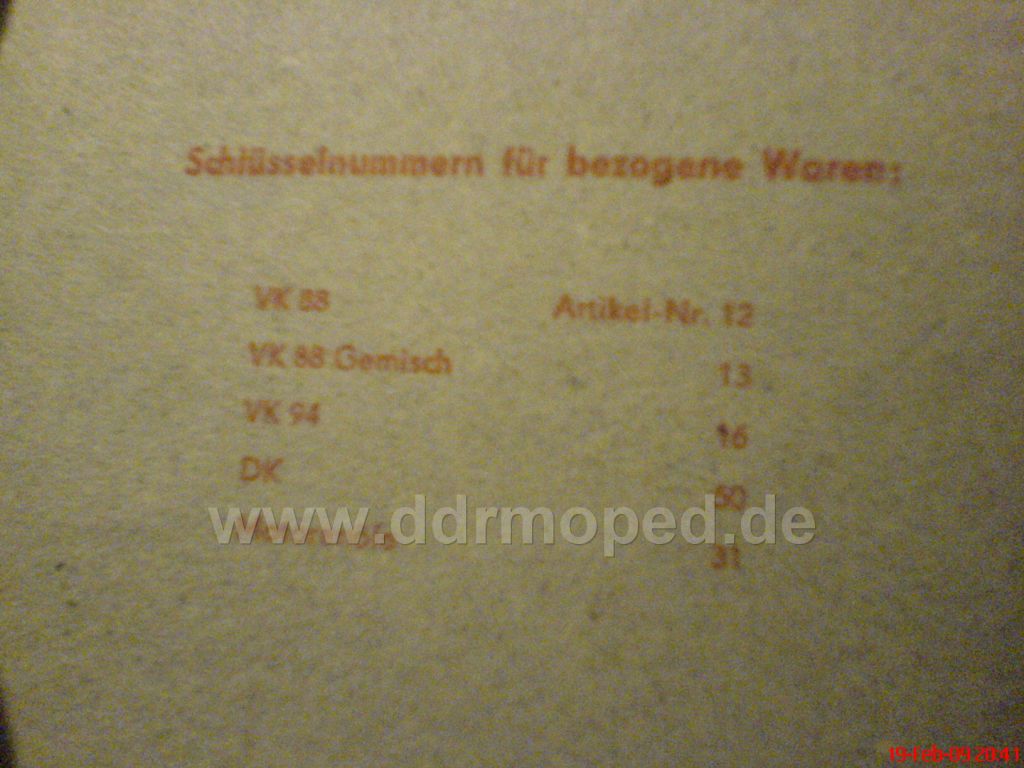 Schlüsselnummern für bezogene Waren:
VK 88 Artikel-Nr. 12
VK 88 Gemisch 13
VK 94 16
DK 50
31
www.ddrmoped.de
19-Feb-09 20:41